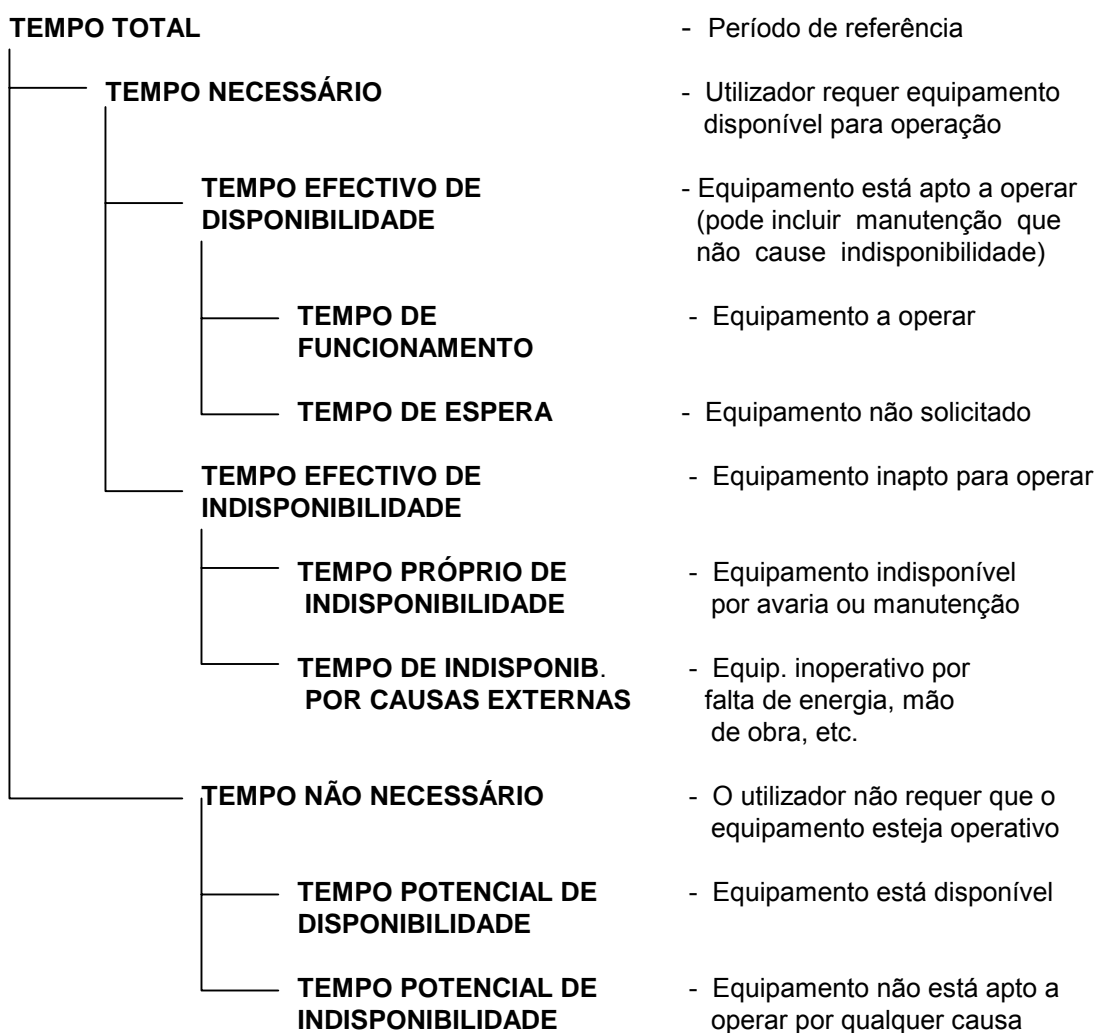 TEMPO TOTAL - Período de referência
TEMPO NECESSÁRIO - Utilizador requer equipamento
disponível para operação
TEMPO EFECTIVO DE - Equipamento está apto a operar
DISPONIBILIDADE (pode incluir manutenção que
não cause indisponibilidade)
TEMPO DE - Equipamento a operar
FUNCIONAMENTO
TEMPO DE ESPERA - Equipamento não solicitado
TEMPO EFECTIVO DE - Equipamento inapto para operar
INDISPONIBILIDADE
TEMPO PRÓPRIO DE - Equipamento indisponível
INDISPONIBILIDADE por avaria ou manutenção
TEMPO DE INDISPONIB. - Equip. inoperativo por
POR CAUSAS EXTERNAS falta de energia, mão
de obra, etc.
TEMPO NÃO NECESSÁRIO - O utilizador não requer que o
equipamento esteja operativo
TEMPO POTENCIAL DE - Equipamento está disponível
DISPONIBILIDADE
TEMPO POTENCIAL DE - Equipamento não está apto a
INDISPONIBILIDADE operar por qualquer causa